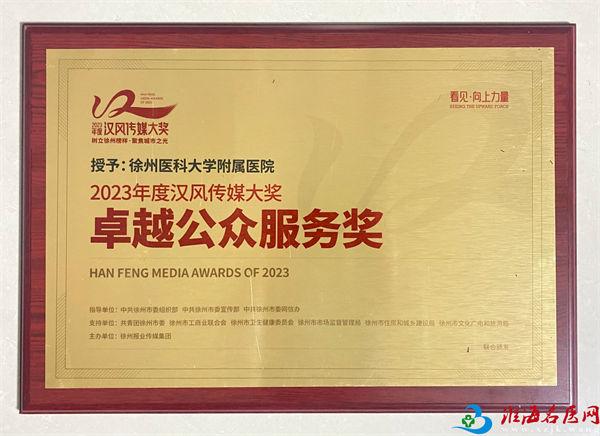 HAN FENG
MEDIA AWARDS
OF 2023
看见·向上力量
SEEING THE UPWARD FORCE
2023年度汉风传媒大奖
树立徐州榜样·聚焦城市之光
授予：徐州医科大学附属医院
2023年度汉风传媒大奖
卓越公众服务奖
HAN FENG MEDIA AWARDS OF 2023
指导单位：中共徐州市委组织部 中共徐州市委宣传部 中共徐州市委网信办
支持单位：共青团徐州市委 徐州市工商业联合会 徐州市卫生健康委员会 徐州市市场监督管理局 徐州市住房和城乡建设局 徐州市文化广电和旅游局
主办单位：徐州报业传媒集团
联合颁发
淮海名医网
www.xzjk.wang